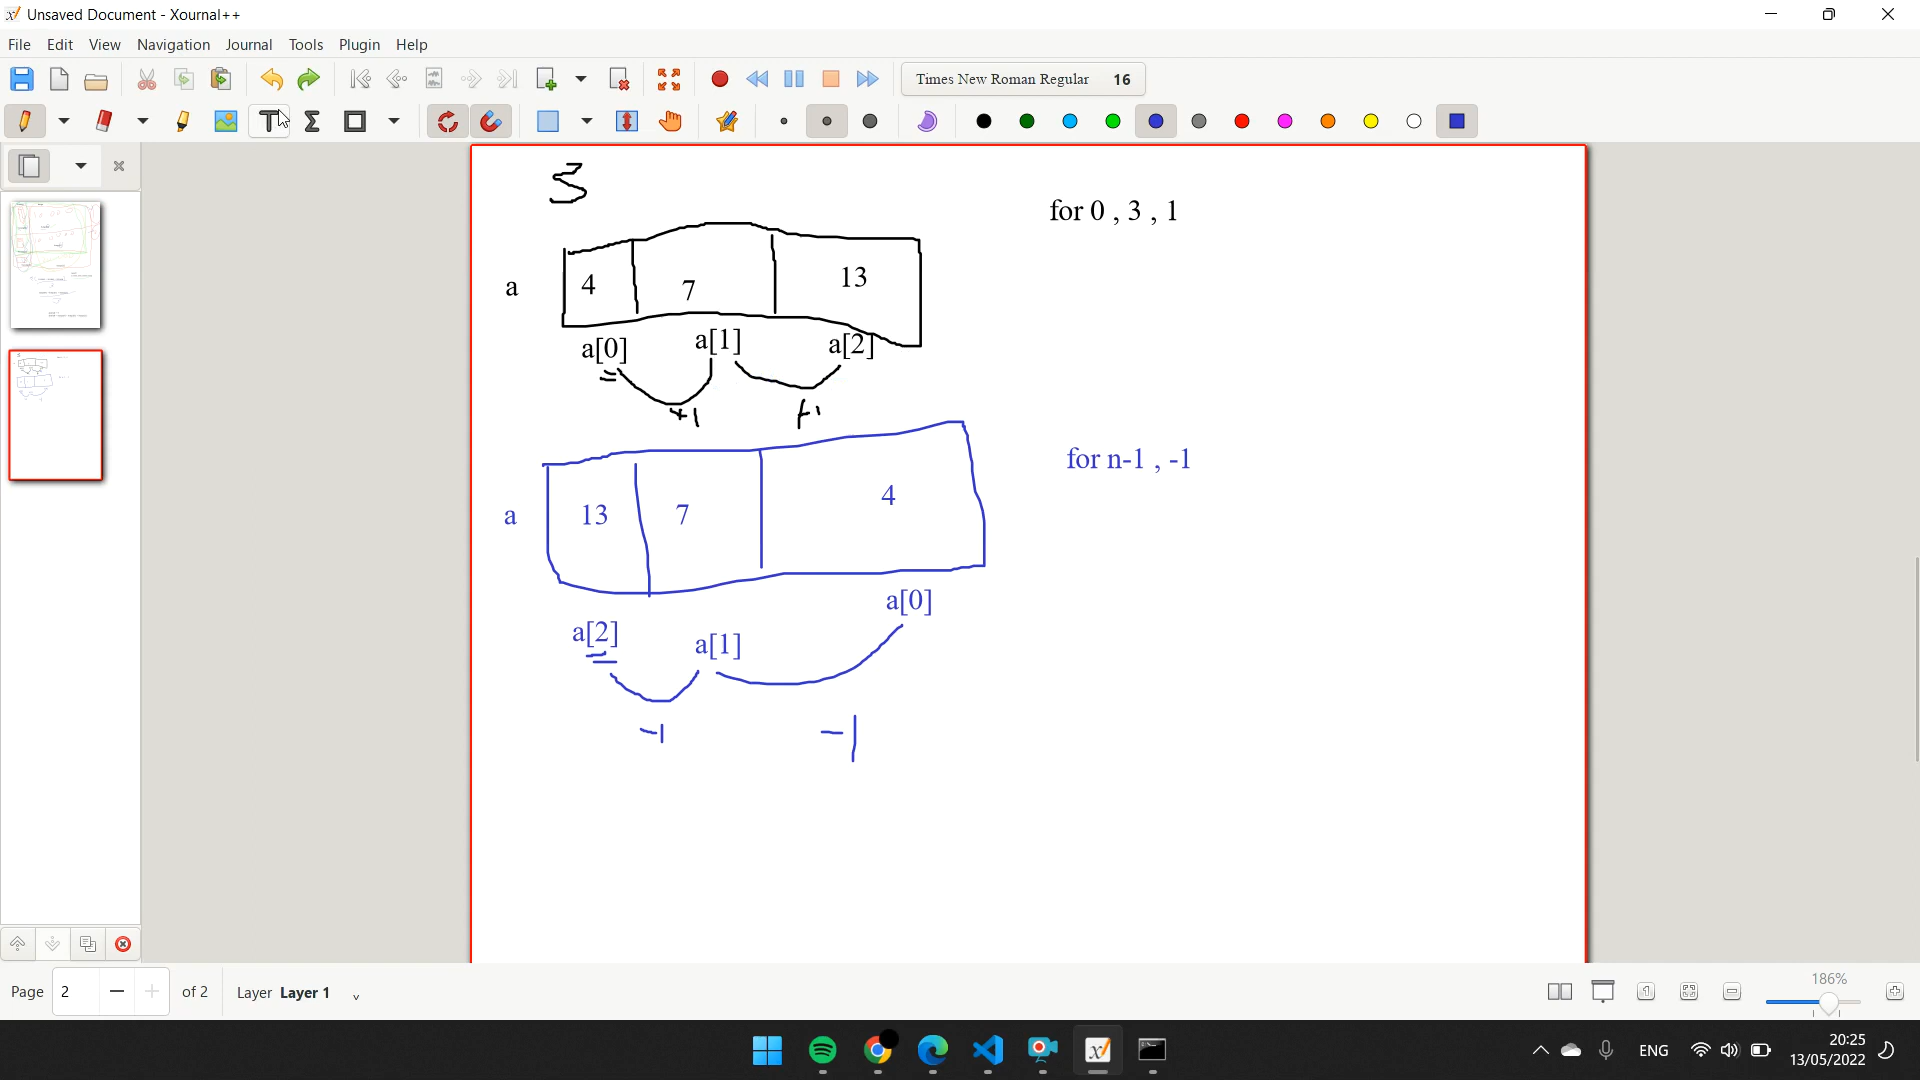 Unsaved Document - Xournal++
File Edit View Navigation Journal Tools Plugin Help
Times New Roman Regular 16
3
for 0 , 3 , 1
a 4 7 13
a[0] a[1] a[2]
+1 +1
for n-1 , -1
a 13 7 4
a[0]
a[2] a[1]
-1 -1
Page 2 of 2 Layer Layer 1
186%
ENG
20:25
13/05/2022